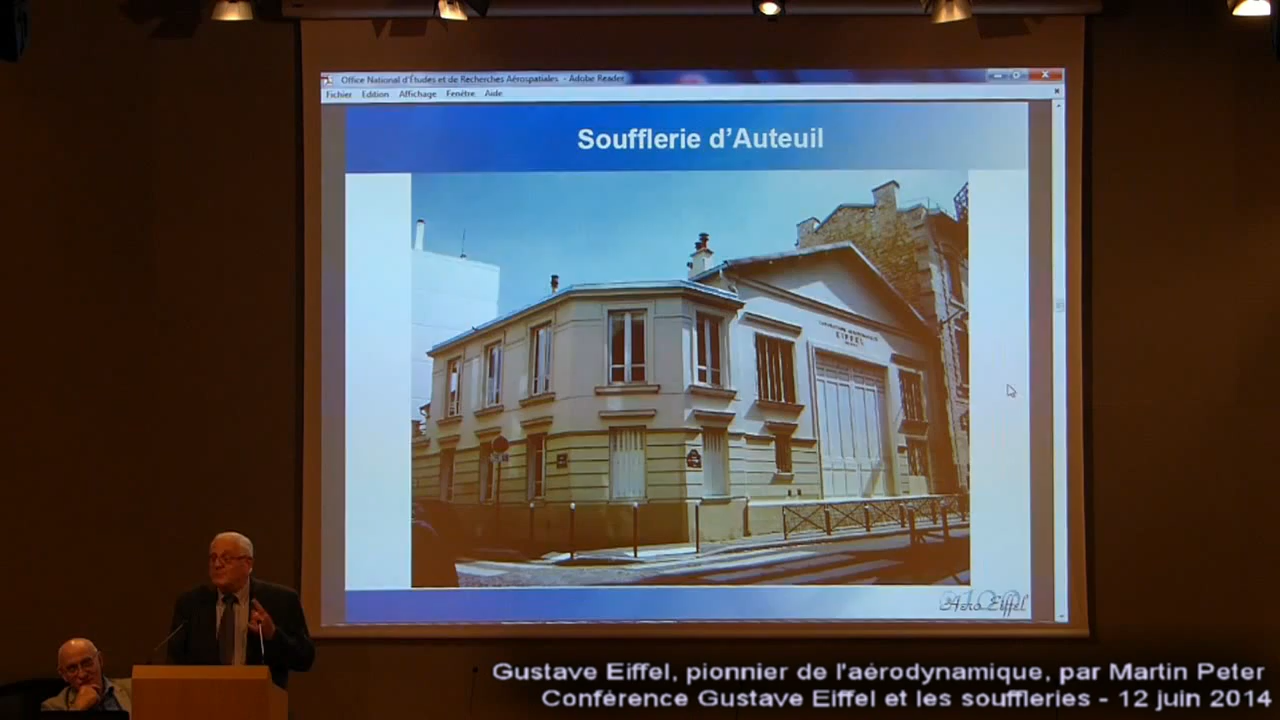 Office National d'Études et de Recherches Aérospatiales - Adobe Reader
Fichier Edition Affichage Fenêtre Aide
Soufflerie d'Auteuil
EIFFEL
Aero Eiffel
Gustave Eiffel, pionnier de l'aérodynamique, par Martin Peter
Conférence Gustave Eiffel et les souffleries - 12 juin 2014